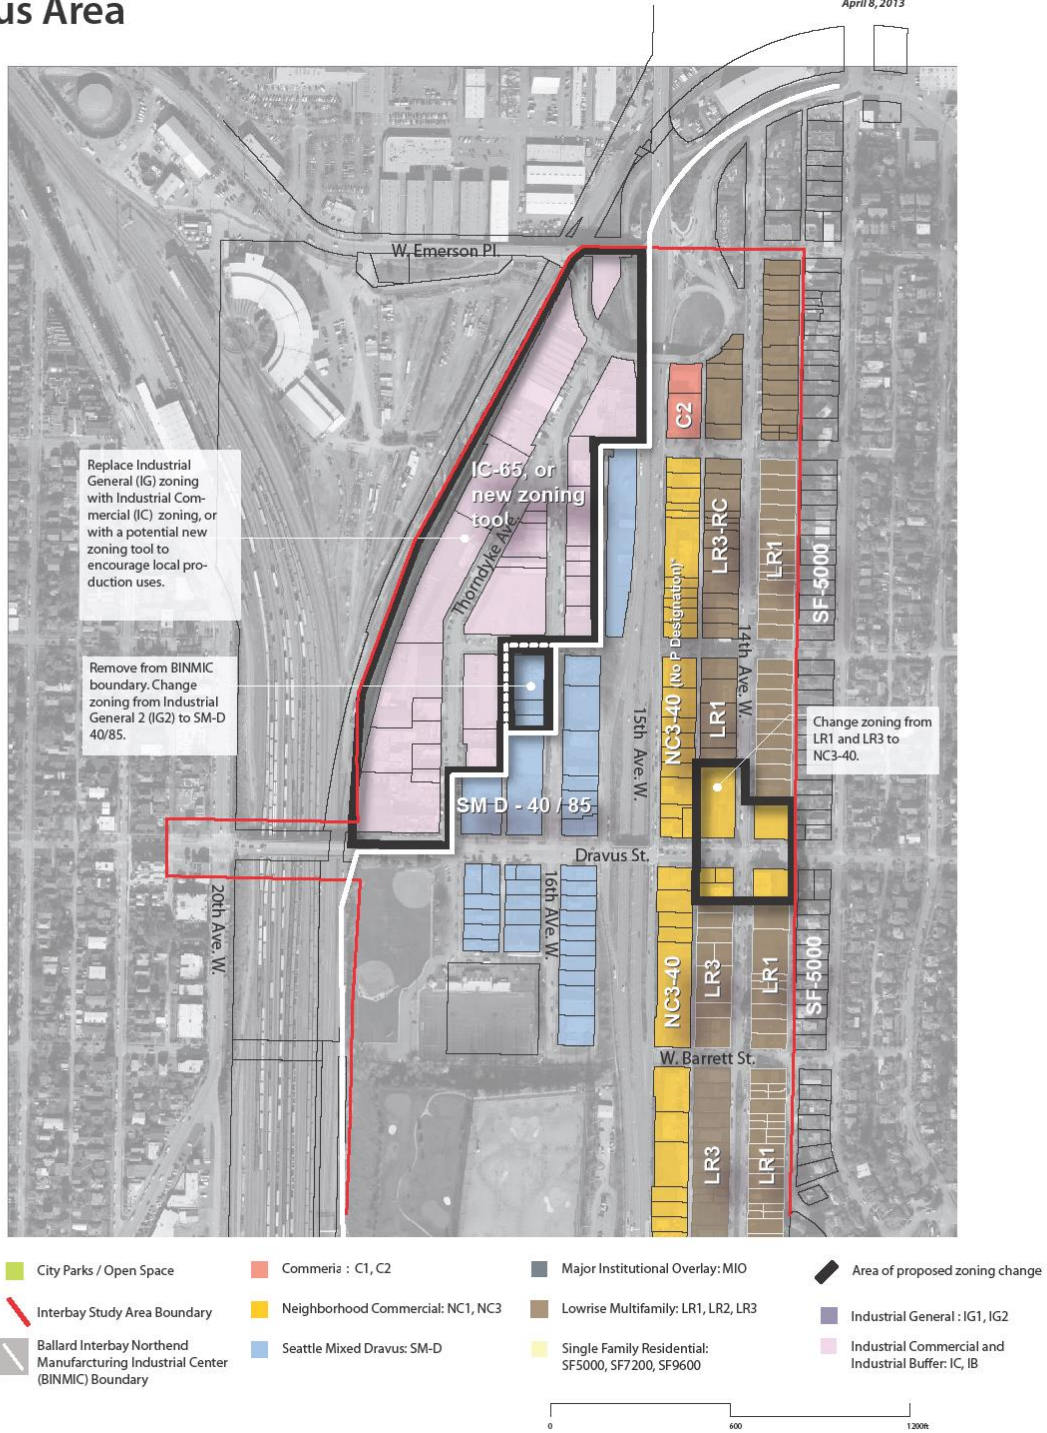 us Area
April 8, 2013
W. Emerson Pl.
C2
Replace Industrial
General (IG) zoning
with Industrial Com-
mercial (IC)  zoning, or
with a potential new
zoning tool to
encourage local pro-
duction uses.
IC-65, or
new zoning
tool
Thorndyke Ave.
LR3-RC
LR1
SF-5000
NC3-40 (No P Designation)*
14th Ave. W.
Remove from BINMIC
boundary. Change
zoning from Industrial
General 2 (IG2) to SM-D
40/85.
LR1
15th Ave. W.
Change zoning from
LR1 and LR3 to
NC3-40.
SM D - 40 / 85
Dravus St.
20th Ave. W.
16th AVe. W.
NC3-40
LR3
LR1
SF-5000
W. Barrett St.
LR3
LR1
City Parks / Open Space
Commeria : C1, C2
Major Institutional Overlay: MIO
Area of proposed zoning change
Interbay Study Area Boundary
Neighborhood Commercial: NC1, NC3
Lowrise Multifamily: LR1, LR2, LR3
Industrial General : IG1, IG2
Ballard Interbay Northend
Manufarcturing Industrial Center
(BINMIC) Boundary
Seattle Mixed Dravus: SM-D
Single Family Residential:
SF5000, SF7200, SF9600
Industrial Commercial and
Industrial Buffer: IC, IB
0 600 1200ft